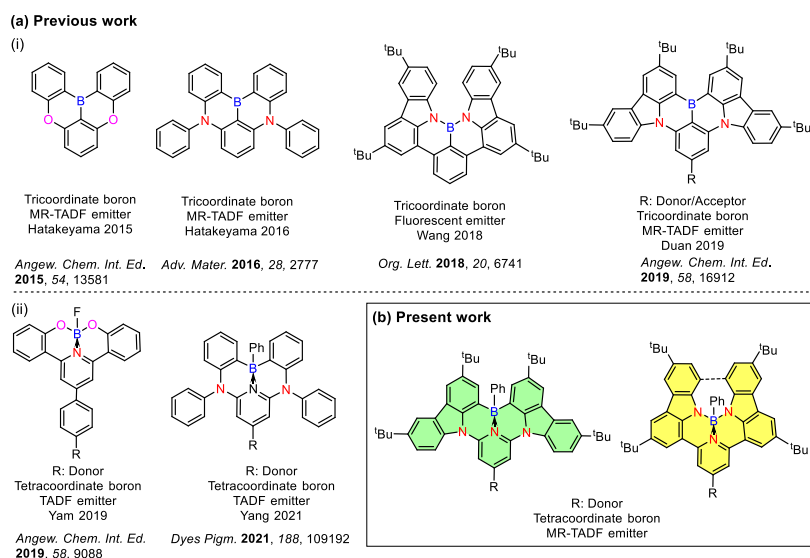 (a) Previous work
(i)
B
O
O
Tricoordinate boron
MR-TADF emitter
Hatakeyama 2015
Angew. Chem. Int. Ed.
2015, 54, 13581
B
N
N
Tricoordinate boron
MR-TADF emitter
Hatakeyama 2016
Adv. Mater. 2016, 28, 2777
tBu
tBu
N
B
N
tBu
tBu
Tricoordinate boron
Fluorescent emitter
Wang 2018
Org. Lett. 2018, 20, 6741
tBu
tBu
B
tBu
N
N
tBu
R
R: Donor/Acceptor
Tricoordinate boron
MR-TADF emitter
Duan 2019
Angew. Chem. Int. Ed.
2019, 58, 16912
(ii)
F
O
B
O
N
R
R: Donor
Tetracoordinate boron
TADF emitter
Yam 2019
Angew. Chem. Int. Ed.
2019, 58, 9088
Ph
B
N
N
N
R
R: Donor
Tetracoordinate boron
TADF emitter
Yang 2021
Dyes Pigm. 2021, 188, 109192
(b) Present work
tBu
tBu
Ph
B
tBu
N
N
N
tBu
R
tBu
tBu
Ph
N
B
N
tBu
N
tBu
R
R: Donor
Tetracoordinate boron
MR-TADF emitter